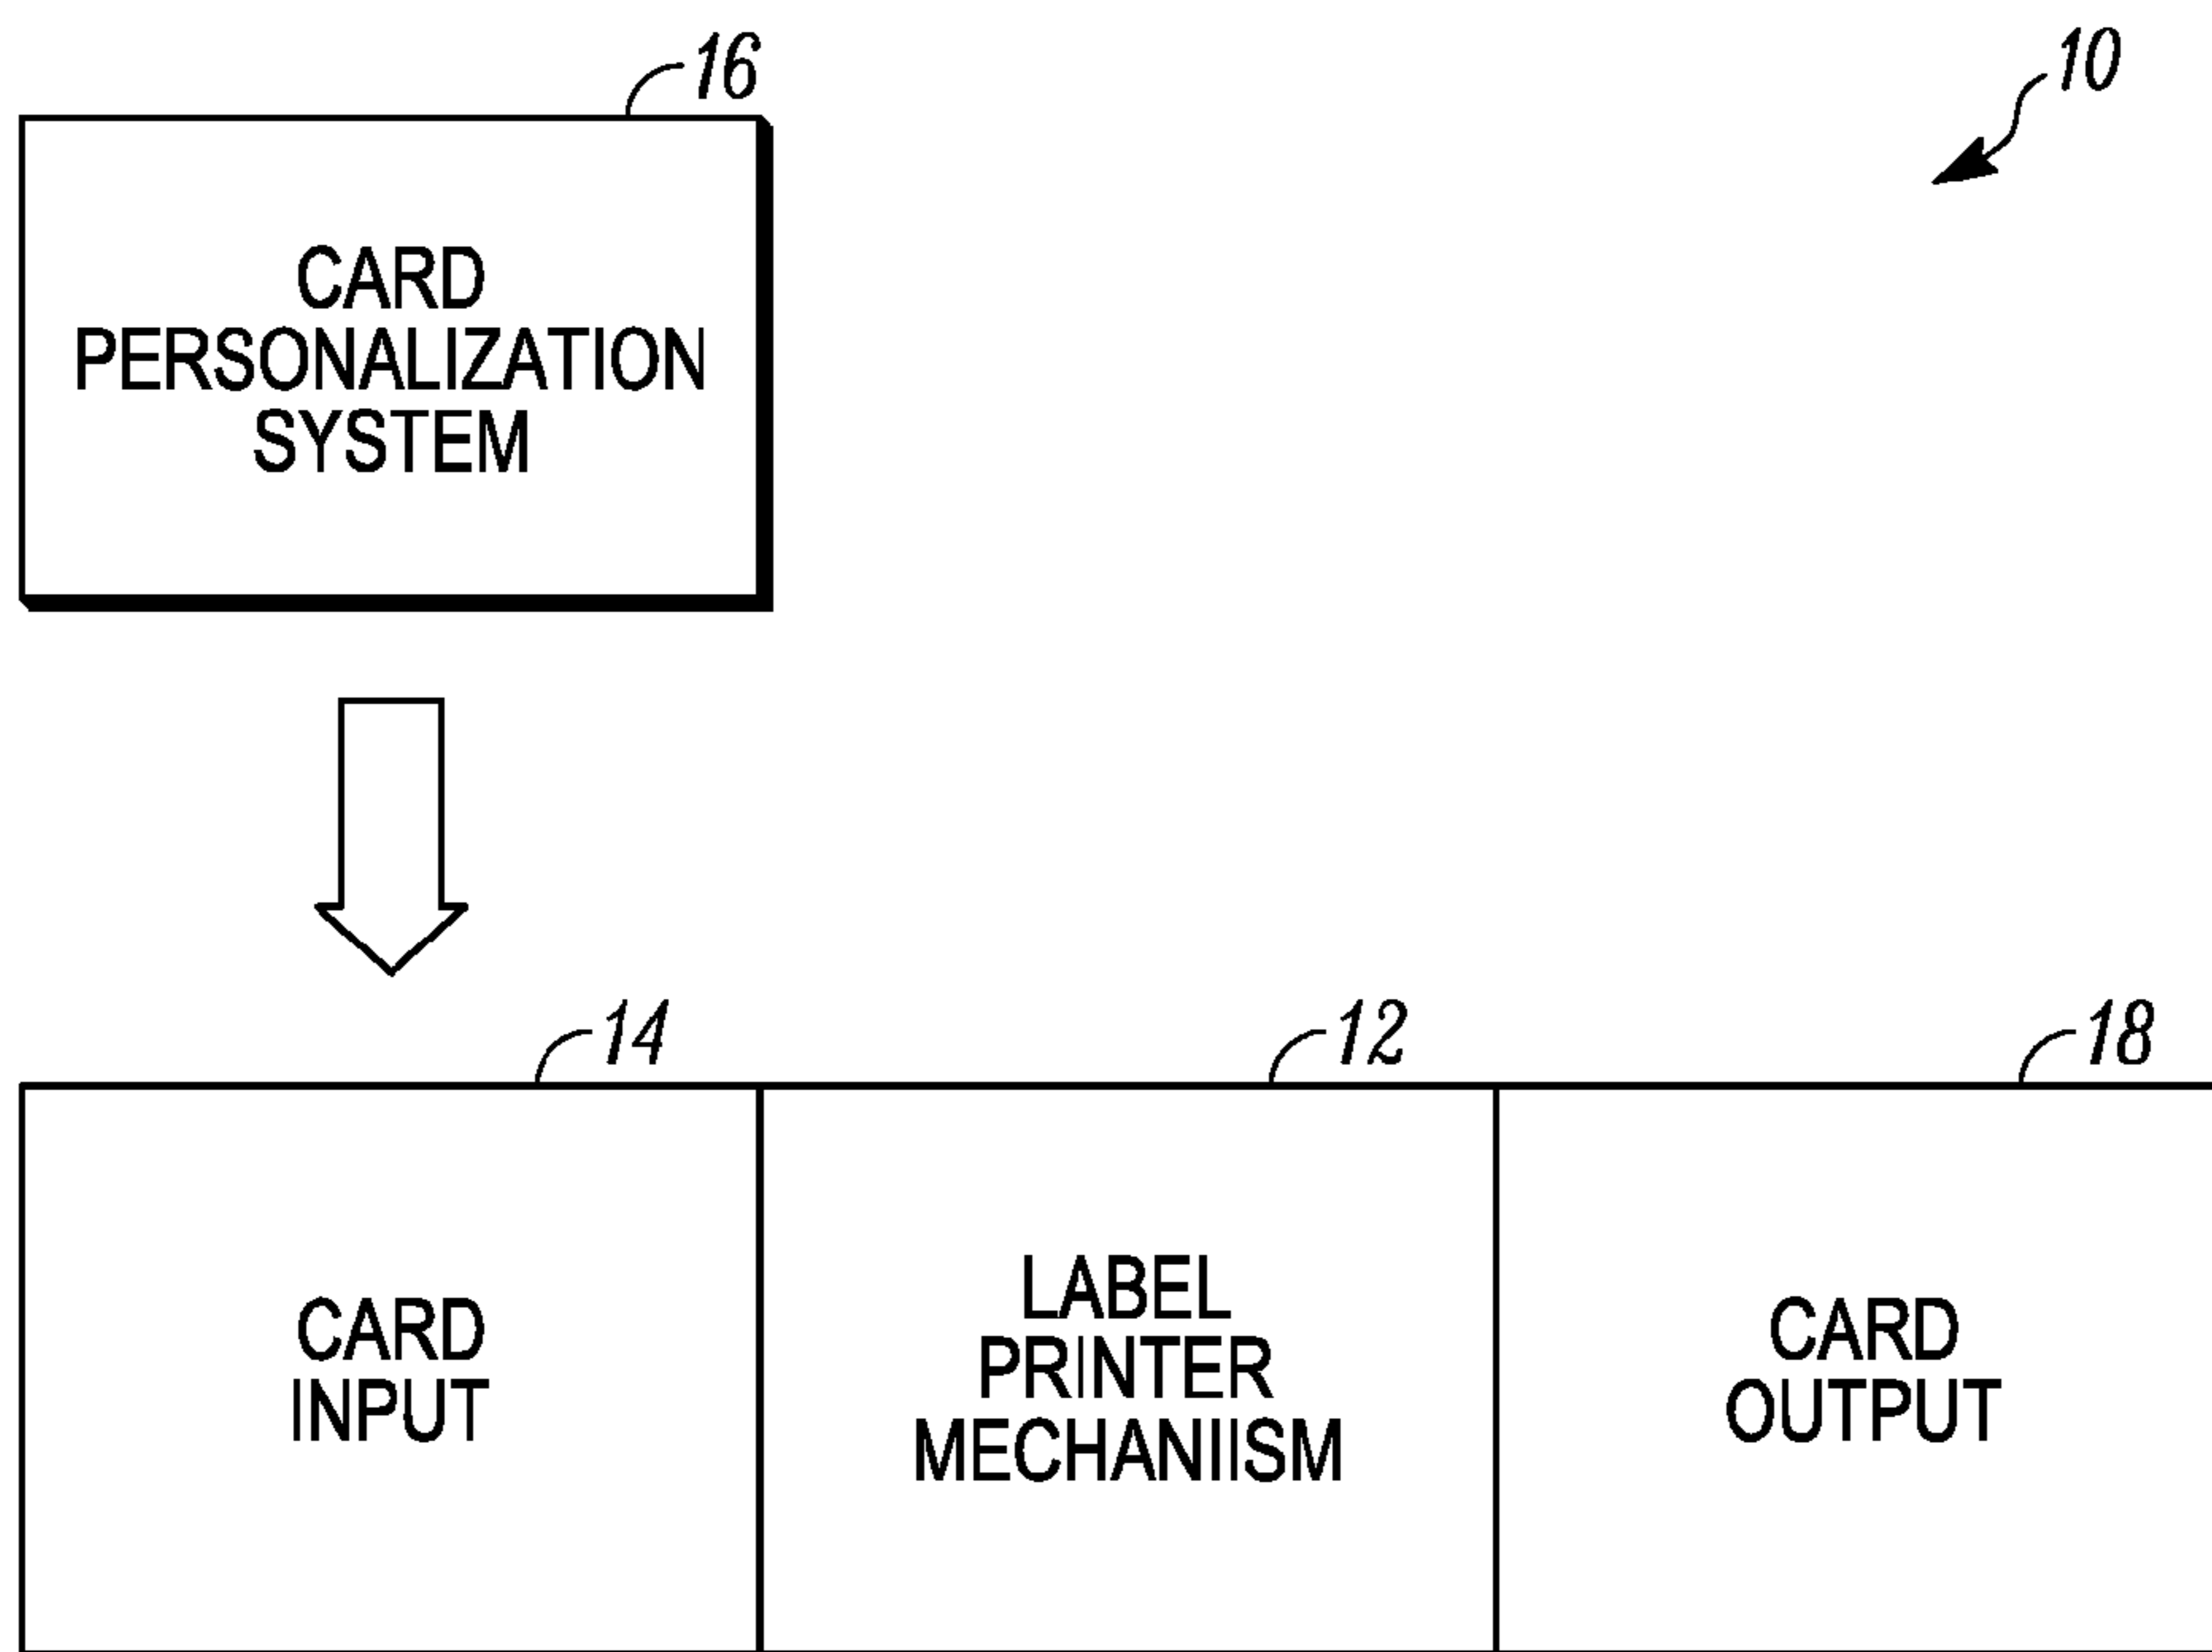 16
10
CARD
PERSONALIZATION
SYSTEM
14
12
18
CARD
INPUT
LABEL
PRINTER
MECHANIISM
CARD
OUTPUT